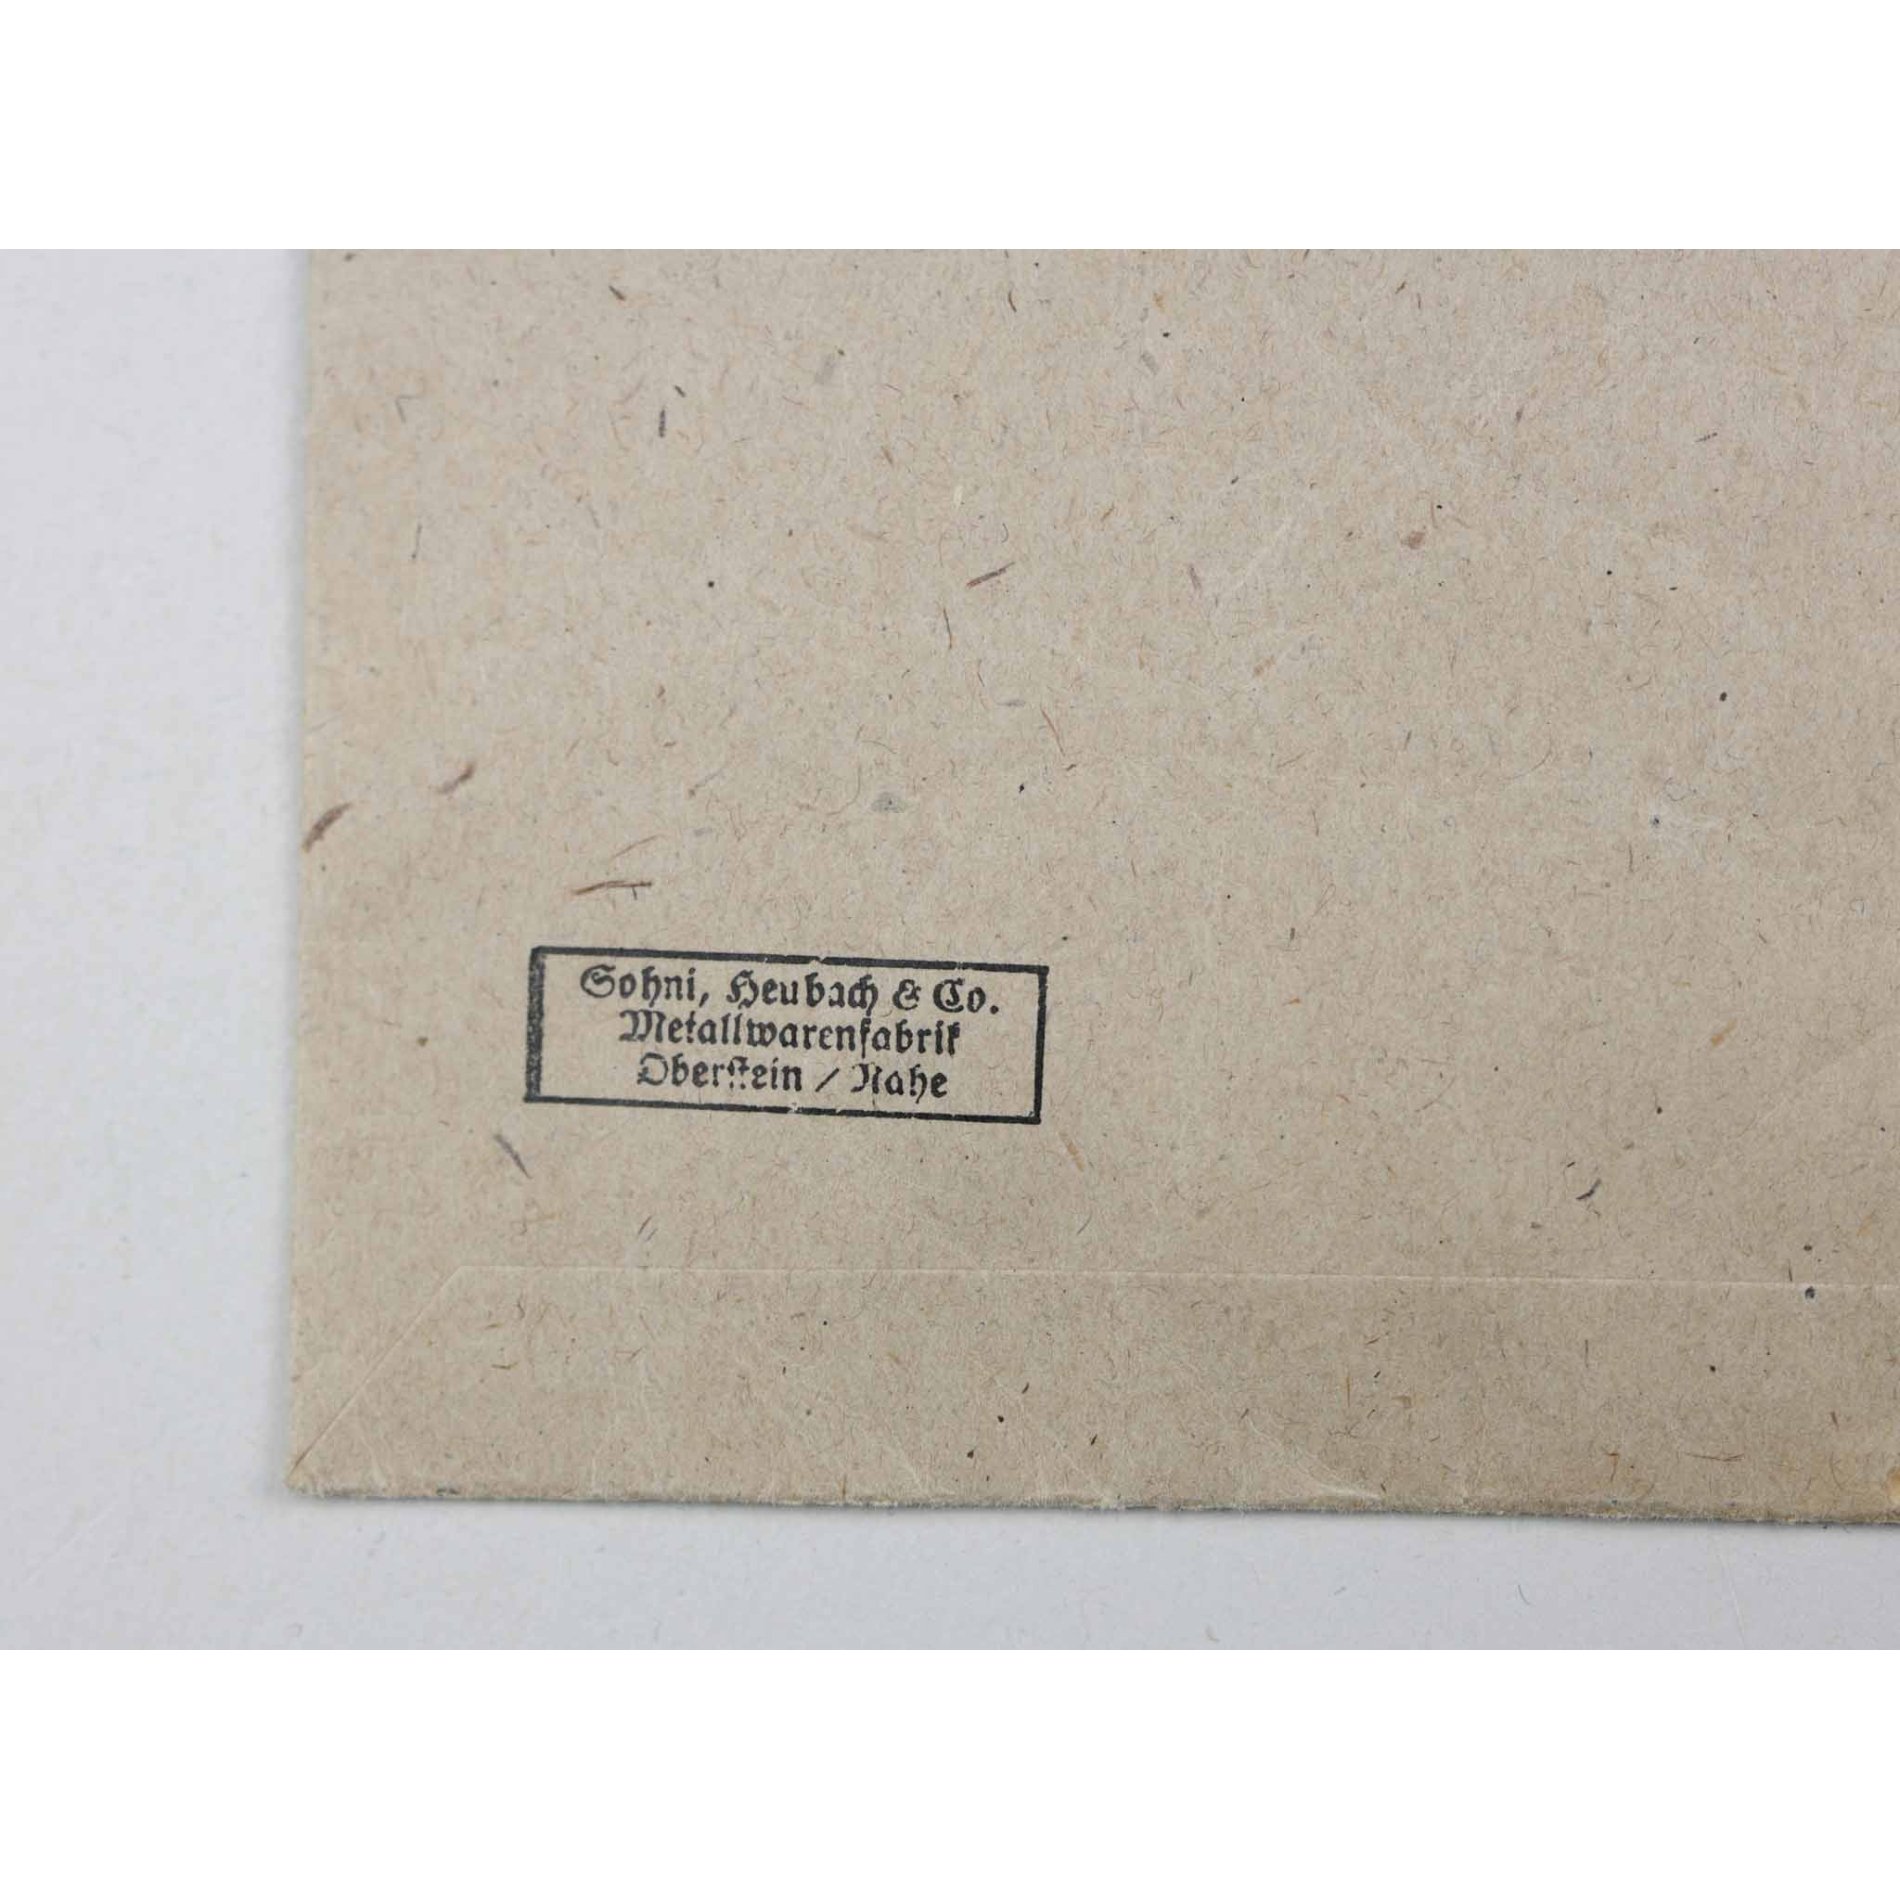 Sohni, Heubach & Co.
Metallwarenfabrik
Oberstein / Nahe